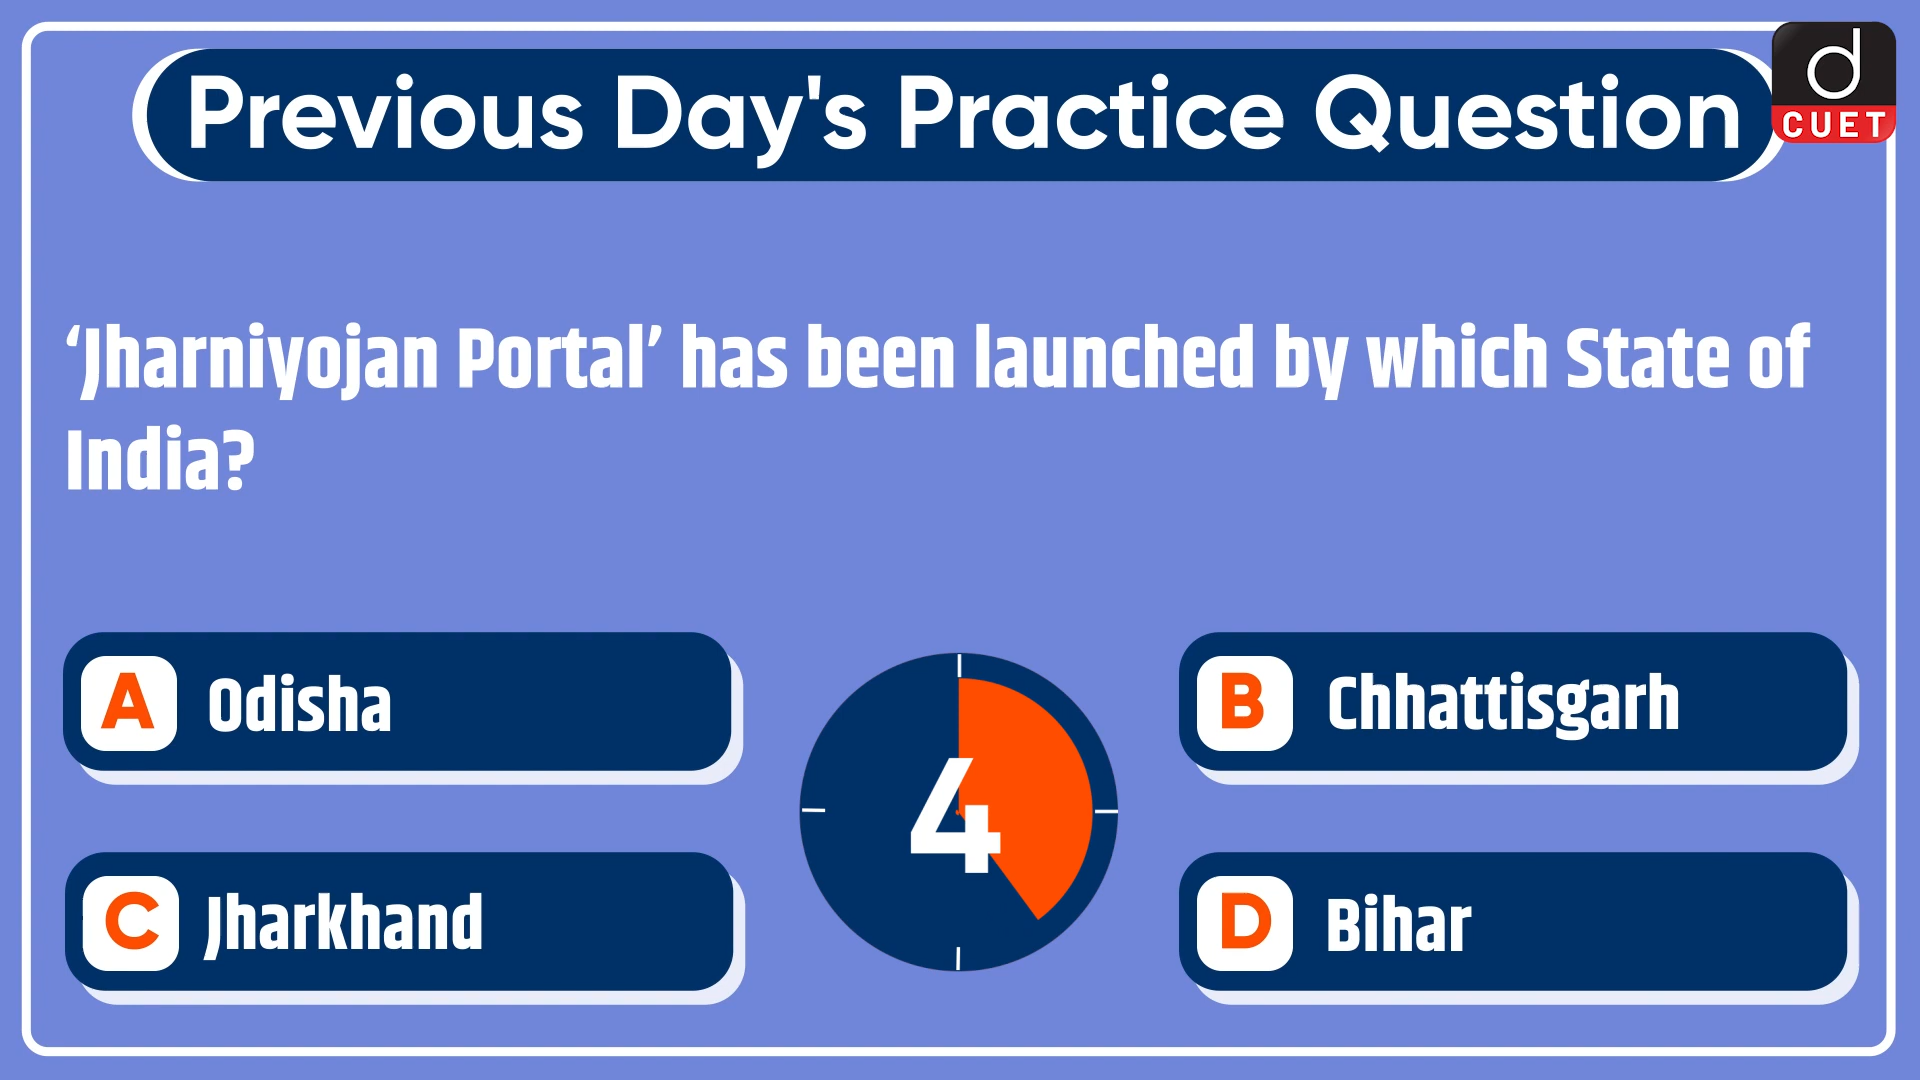 Previous Day's Practice Question
d
CUET
‘Jharniyojan Portal’ has been launched by which State of
India?
A Odisha
B Chhattisgarh
4
C Jharkhand
D Bihar